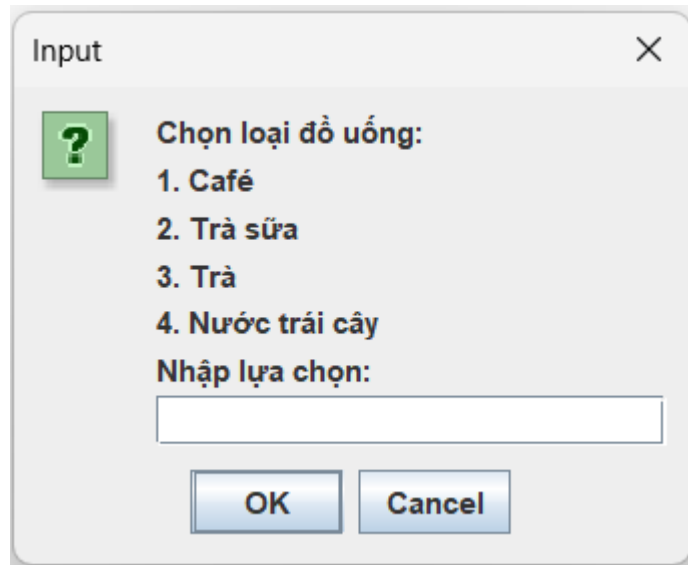 Input
?
Chọn loại đồ uống:
1. Café
2. Trà sữa
3. Trà
4. Nước trái cây
Nhập lựa chọn:
OK Cancel